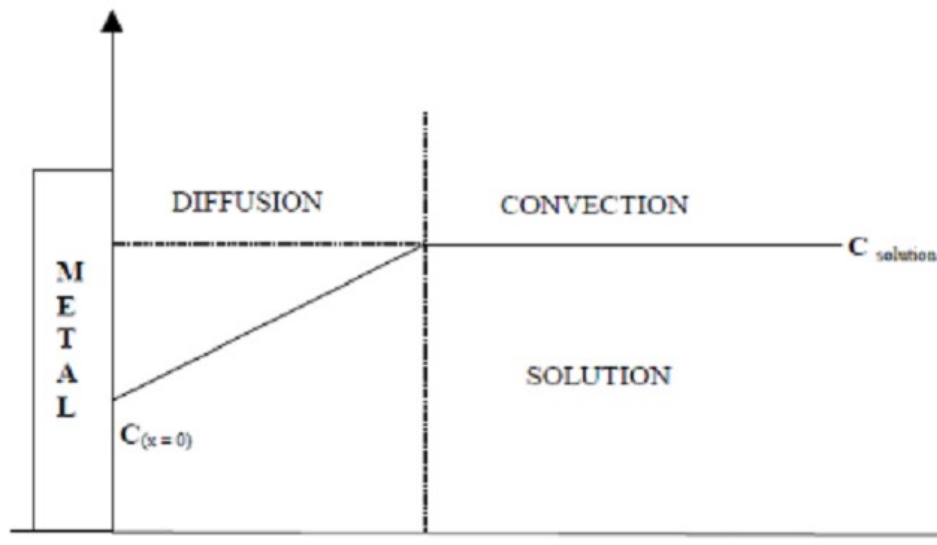 DIFFUSION
CONVECTION
C solution
M
E
T
A
L
SOLUTION
C(x = 0)